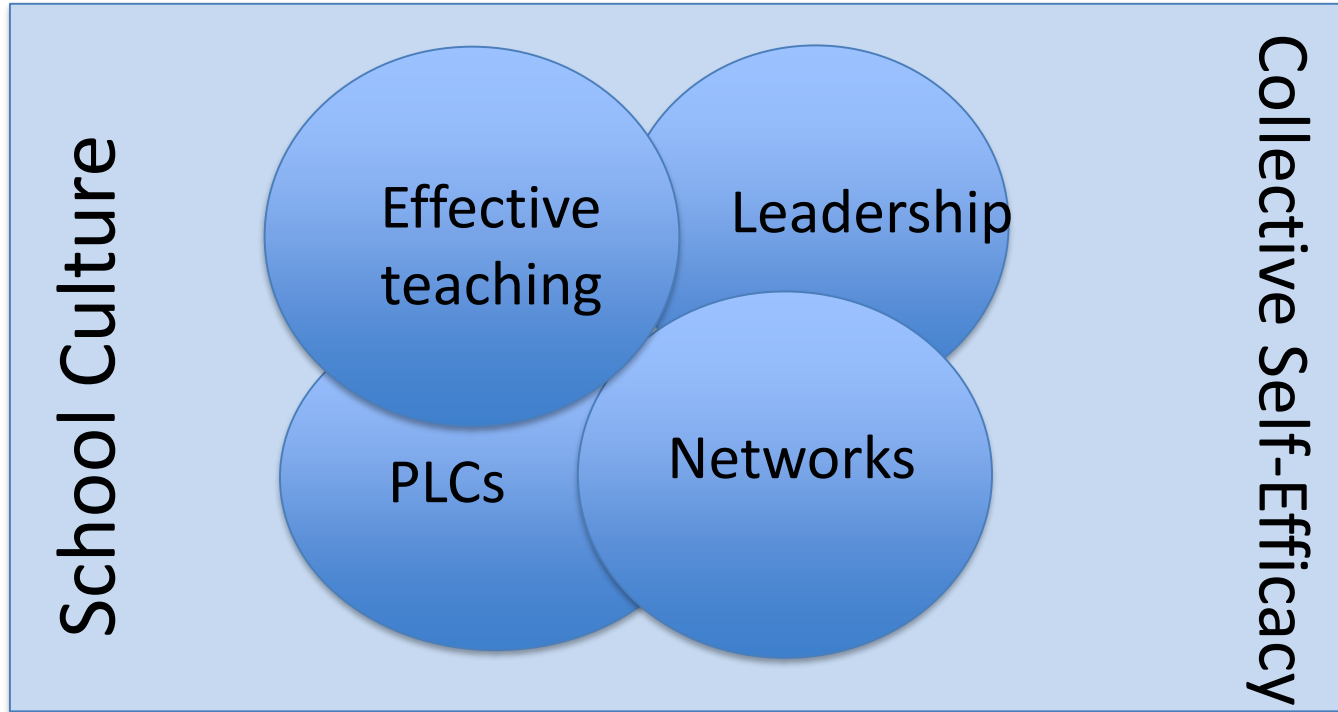 School Culture
Effective
teaching
Leadership
PLCs
Networks
Collective Self-Efficacy